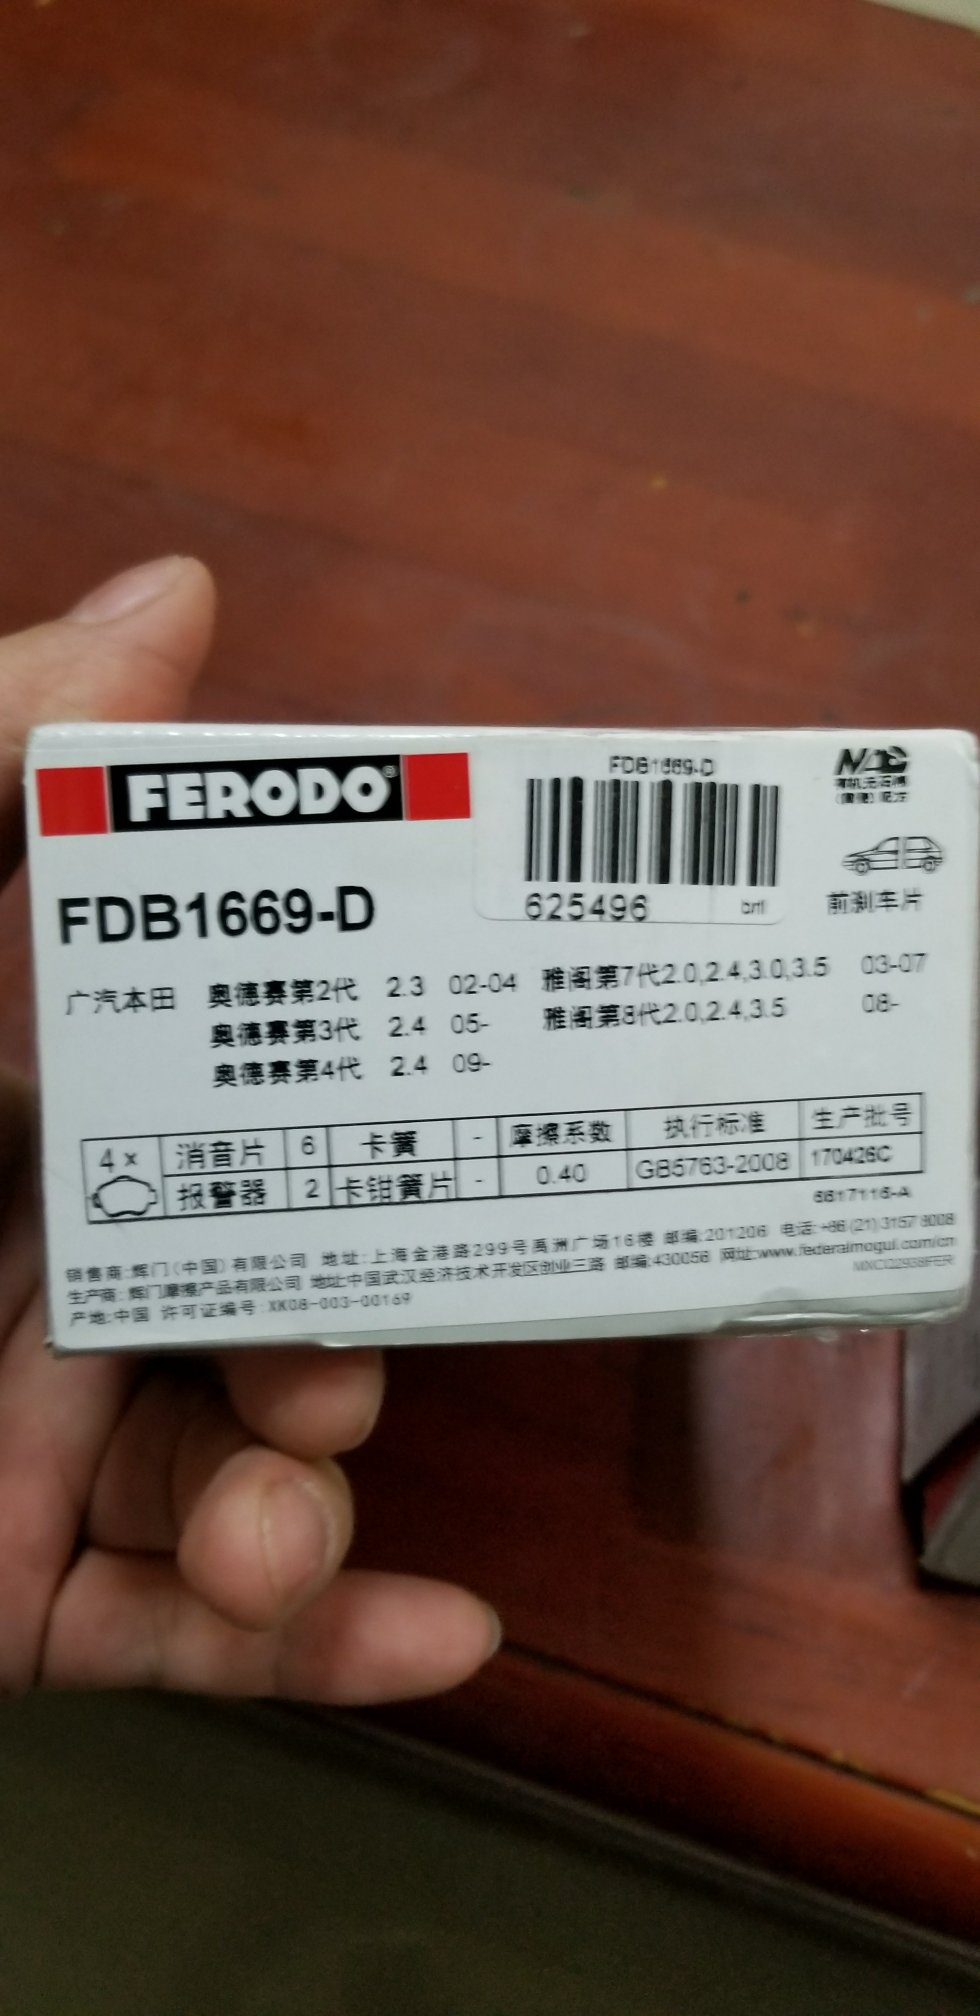 FERODO®
FDB1669-D
625496
NAO
FDB1669-D
前刹车片
广汽本田 奥德赛第2代 2.3 02-04 雅阁第7代2.0,2.4,3.0,3.5 03-07
奥德赛第3代 2.4 05- 雅阁第8代2.0,2.4,3.5 08-
奥德赛第4代 2.4 09-
4× 消音片 6 卡簧 - 摩擦系数 执行标准 生产批号
报警器 2 卡钳簧片 - 0.40 GB5763-2008 170426C
6617116-A
销售商:辉门(中国)有限公司 地址:上海金港路299号禹洲广场16楼 邮编:201206 电话:+86 (21) 3157 8008
生产商:辉门摩擦产品有限公司 地址:中国武汉经济技术开发区创业三路 邮编:430056 网址:www.federalmogul.com/cn
产地:中国 许可证编号:XK08-003-00169